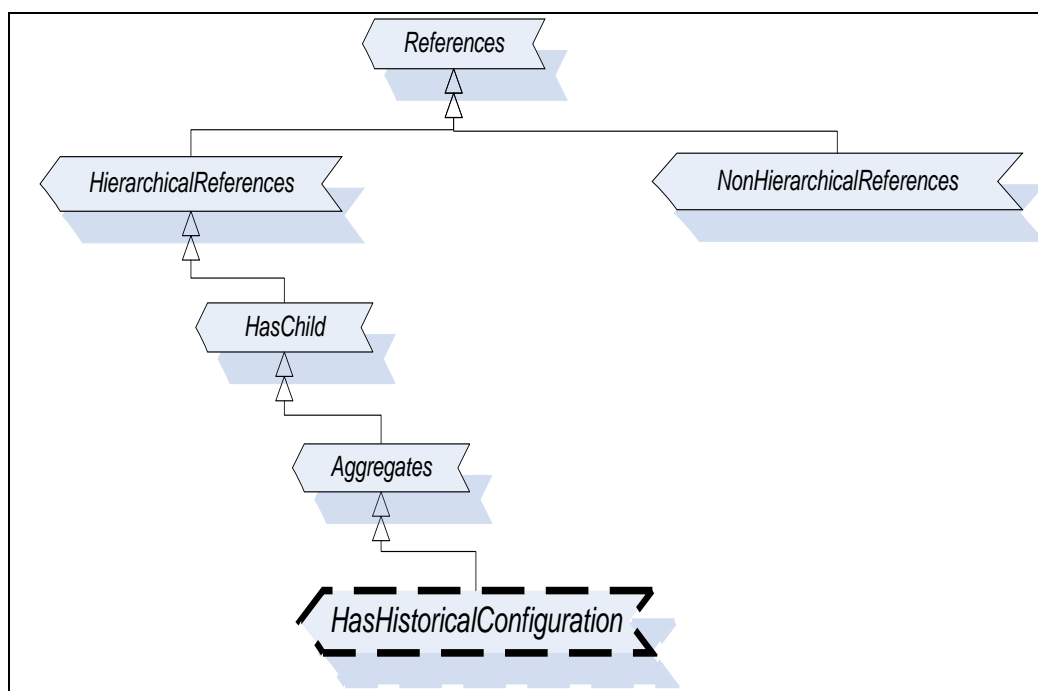 References
HierarchicalReferences
NonHierarchicalReferences
HasChild
Aggregates
HasHistoricalConfiguration